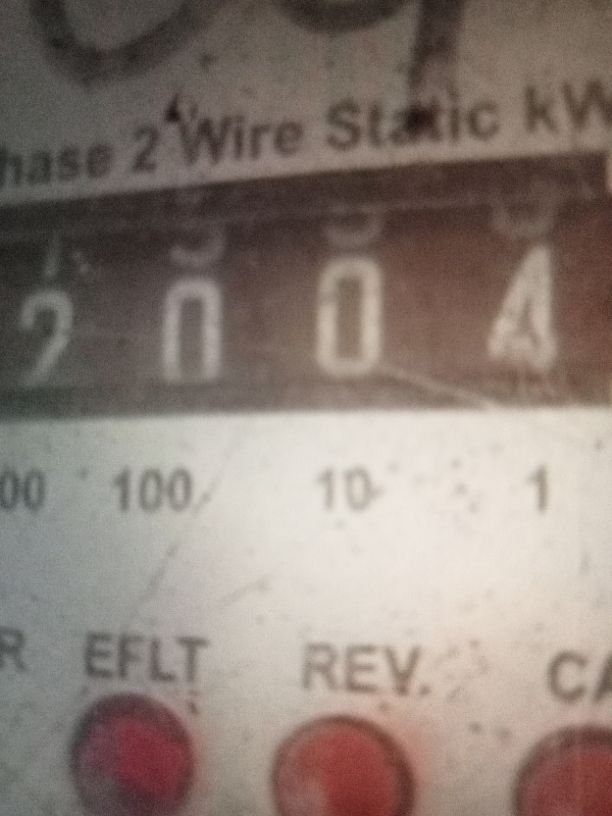 hase 2 Wire Static kW
2 0 0 4
00 100 10 1
R EFLT REV. CA